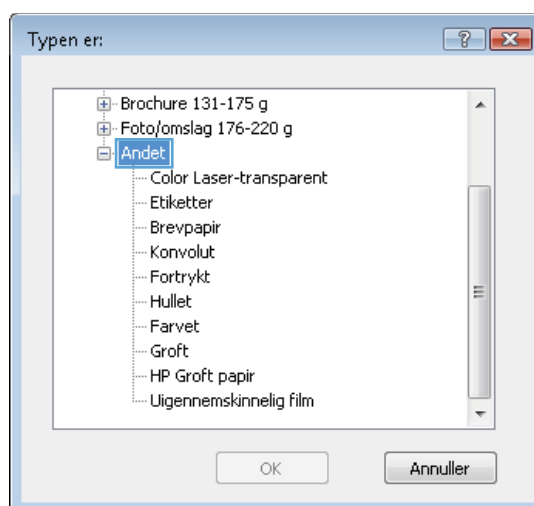 Typen er:
Brochure 131-175 g
Foto/omslag 176-220 g
Andet
Color Laser-transparent
Etiketter
Brevpapir
Konvolut
Fortrykt
Hullet
Farvet
Groft
HP Groft papir
Uigennemskinnelig film
OK
Annuller